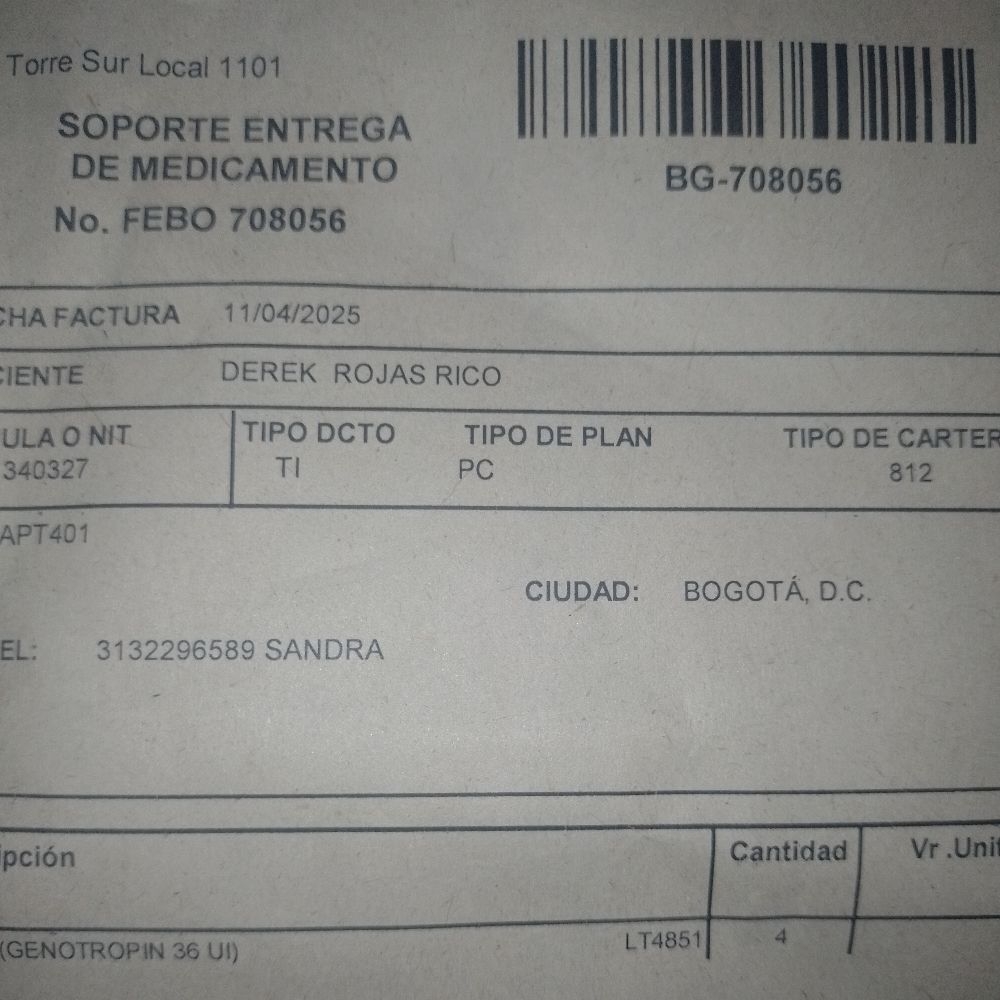 Torre Sur Local 1101
SOPORTE ENTREGA
DE MEDICAMENTO
No. FEBO 708056
BG-708056
CHA FACTURA 11/04/2025
CIENTE DEREK ROJAS RICO
ULA O NIT TIPO DCTO TIPO DE PLAN TIPO DE CARTER
340327 TI PC 812
APT401
CIUDAD: BOGOTÁ, D.C.
EL: 3132296589 SANDRA
ipción Cantidad Vr .Unit
(GENOTROPIN 36 UI) LT4851 4